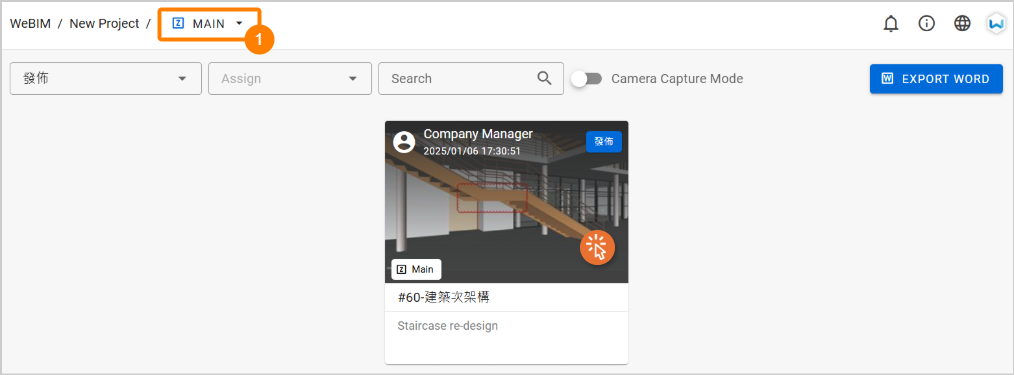 WeBIM / New Project / MAIN
1
發佈
Assign
Search
Camera Capture Mode
EXPORT WORD
Company Manager
2025/01/06 17:30:51
發佈
Main
#60-建築次架構
Staircase re-design